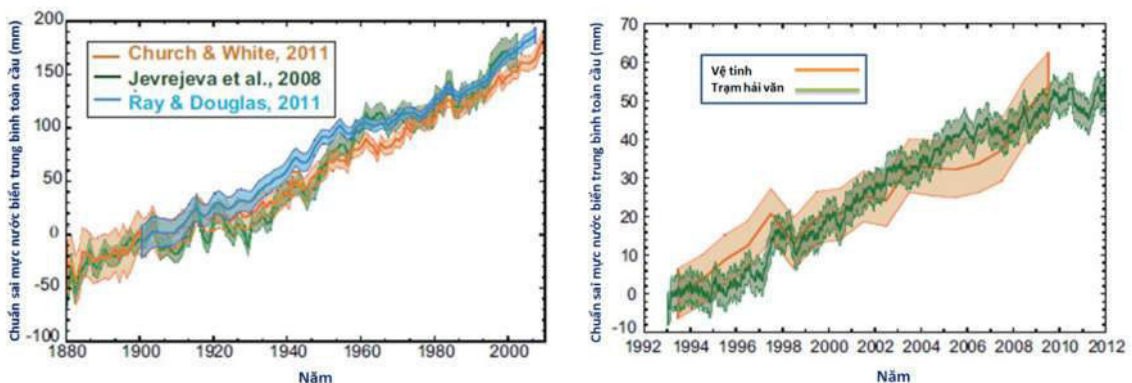 Chuẩn sai mực nước biển trung bình toàn cầu (mm)
200
150
100
50
0
-50
-100
Church & White, 2011
Jevrejeva et al., 2008
Ray & Douglas, 2011
1880 1900 1920 1940 1960 1980 2000
Năm
Chuẩn sai mực nước biển trung bình toàn cầu (mm)
70
60
50
40
30
20
10
0
-10
Vệ tinh
Trạm hải văn
1992 1994 1996 1998 2000 2002 2004 2006 2008 2010 2012
Năm